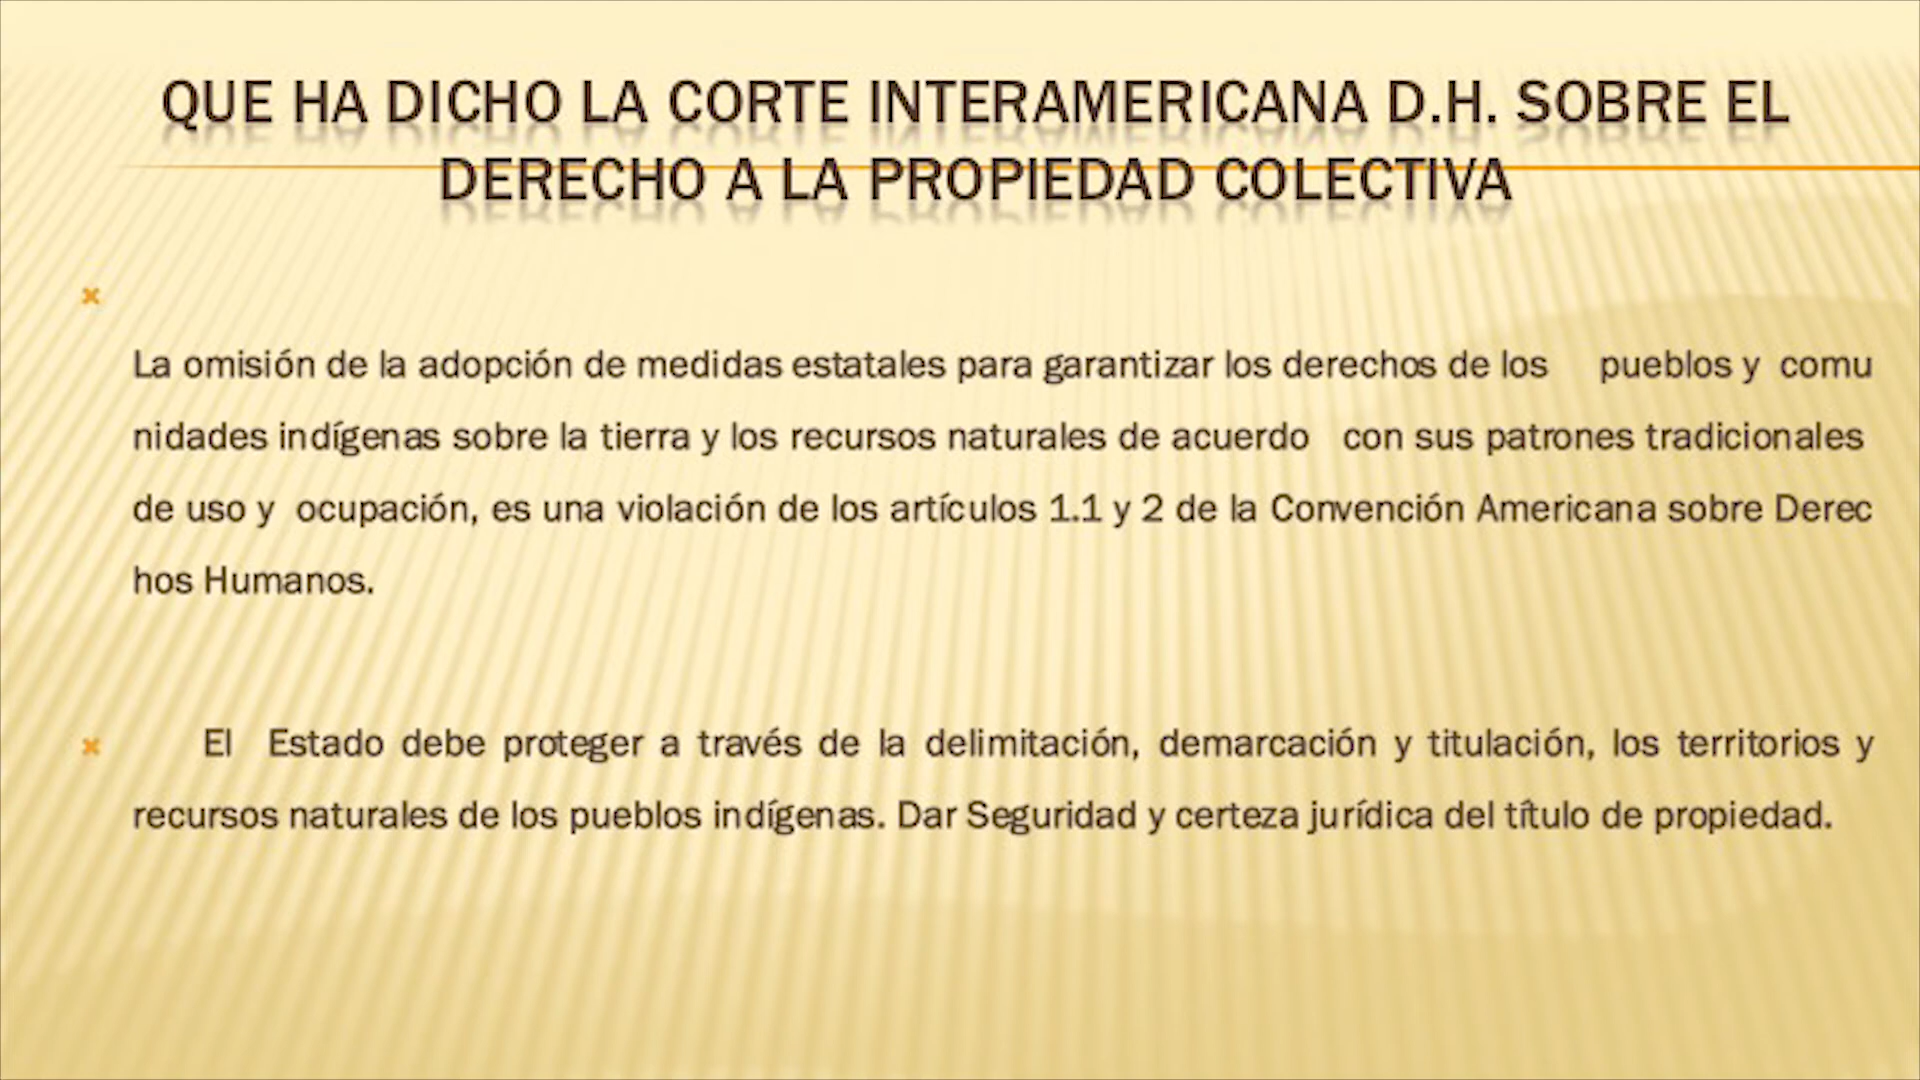 QUE HA DICHO LA CORTE INTERAMERICANA D.H. SOBRE EL
DERECHO A LA PROPIEDAD COLECTIVA
La omisión de la adopción de medidas estatales para garantizar los derechos de los pueblos y comu
nidades indígenas sobre la tierra y los recursos naturales de acuerdo con sus patrones tradicionales
de uso y ocupación, es una violación de los artículos 1.1 y 2 de la Convención Americana sobre Derec
hos Humanos.
El Estado debe proteger a través de la delimitación, demarcación y titulación, los territorios y
recursos naturales de los pueblos indígenas. Dar Seguridad y certeza jurídica del título de propiedad.